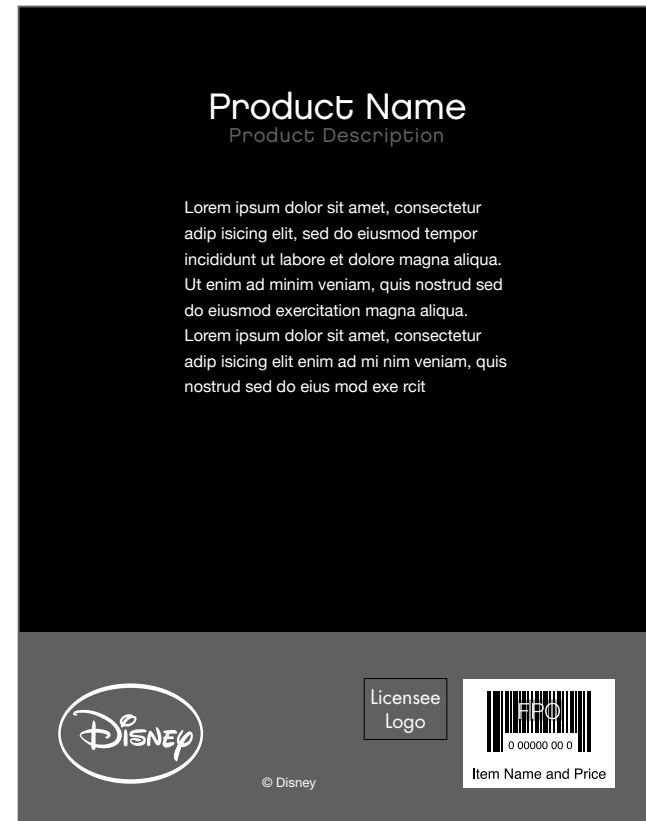 Product Name
Product Description
Lorem ipsum dolor sit amet, consectetur
adip isicing elit, sed do eiusmod tempor
incididunt ut labore et dolore magna aliqua.
Ut enim ad minim veniam, quis nostrud sed
do eiusmod exercitation magna aliqua.
Lorem ipsum dolor sit amet, consectetur
adip isicing elit enim ad mi nim veniam, quis
nostrud sed do eius mod exe rcit
Disney
© Disney
Licensee
Logo
FPO
0 00000 00 0
Item Name and Price